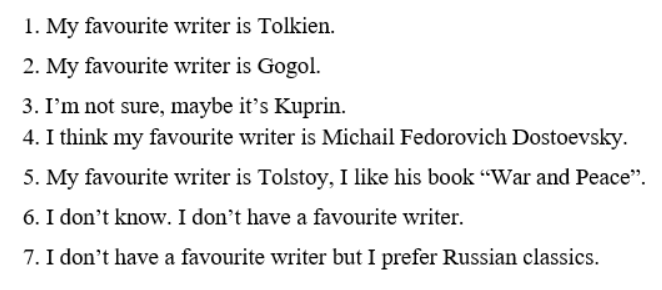 1. My favourite writer is Tolkien.
2. My favourite writer is Gogol.
3. I’m not sure, maybe it’s Kuprin.
4. I think my favourite writer is Michail Fedorovich Dostoevsky.
5. My favourite writer is Tolstoy, I like his book “War and Peace”.
6. I don’t know. I don’t have a favourite writer.
7. I don’t have a favourite writer but I prefer Russian classics.